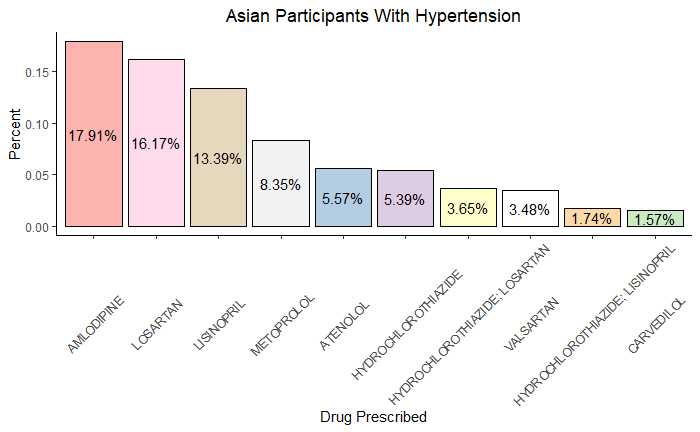 Asian Participants With Hypertension
Percent
0.15
0.10
0.05
0.00
17.91%
16.17%
13.39%
8.35%
5.57%
5.39%
3.65%
3.48%
1.74%
1.57%
AMLODIPINE
LOSARTAN
LISINOPRIL
METOPROLOL
ATENOLOL
HYDROCHLOROTHIAZIDE
HYDROCHLOROTHIAZIDE; LOSARTAN
VALSARTAN
HYDROCHLOROTHIAZIDE; LISINOPRIL
CARVEDILOL
Drug Prescribed